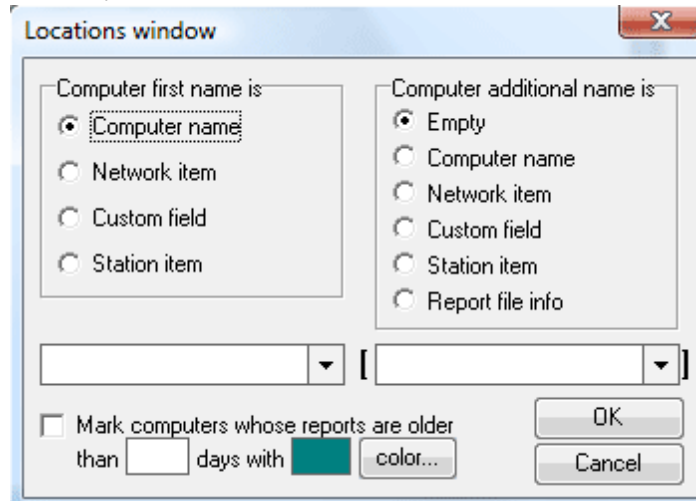 Locations window
X
Computer first name is
Computer name
Network item
Custom field
Station item
Computer additional name is
Empty
Computer name
Network item
Custom field
Station item
Report file info
[ ]
Mark computers whose reports are older
than days with color...
OK
Cancel